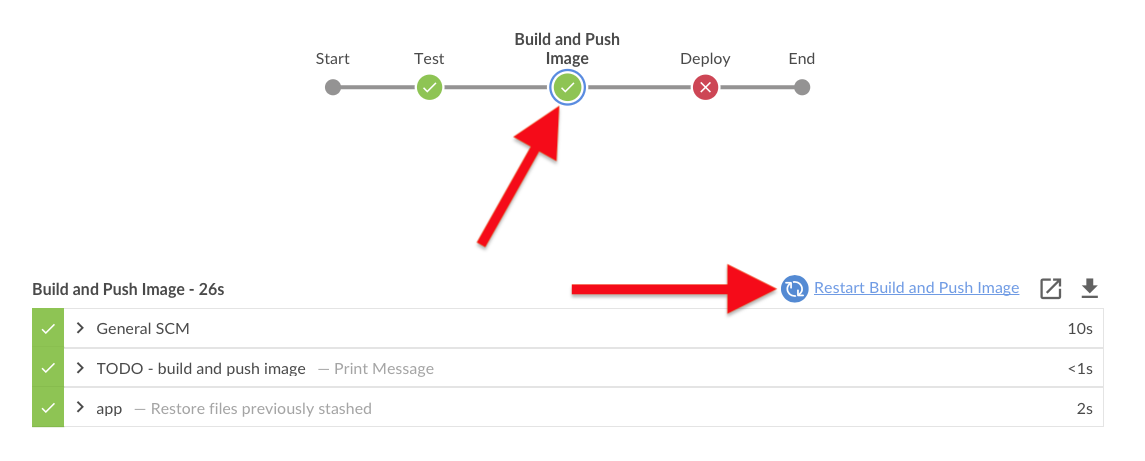 Start
Test
Build and Push
Image
Deploy
End
Build and Push Image - 26s
Restart Build and Push Image
General SCM
10s
TODO - build and push image — Print Message
<1s
app — Restore files previously stashed
2s